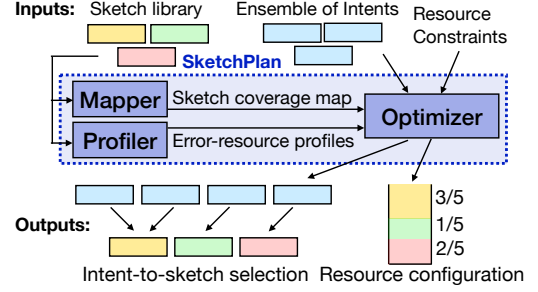 Inputs: Sketch library
Ensemble of Intents
Resource
Constraints
SketchPlan
Mapper
Sketch coverage map
Optimizer
Profiler
Error-resource profiles
Outputs:
3/5
1/5
2/5
Intent-to-sketch selection
Resource configuration